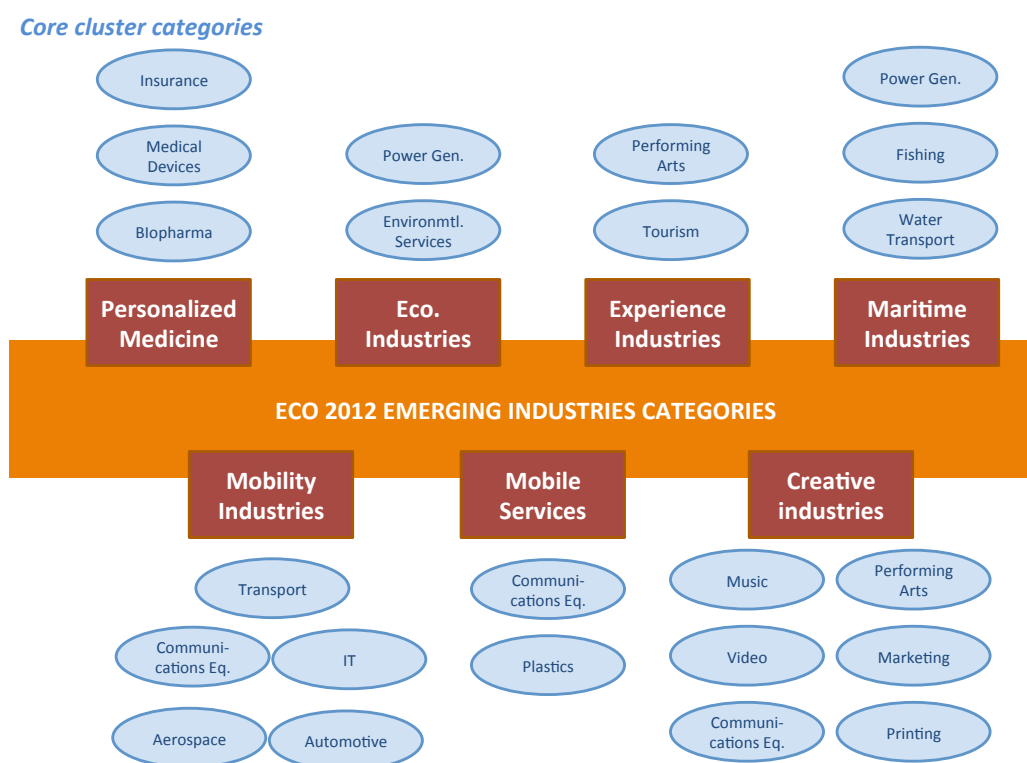 Core cluster categories
Insurance
Medical
Devices
BIopharma
Power Gen.
Environmtl.
Services
Performing
Arts
Tourism
Power Gen.
Fishing
Water
Transport
Personalized
Medicine
Eco.
Industries
Experience
Industries
Maritime
Industries
ECO 2012 EMERGING INDUSTRIES CATEGORIES
Mobility
Industries
Mobile
Services
Creative
industries
Transport
Communi-
cations Eq.
IT
Aerospace
Automotive
Communi-
cations Eq.
Plastics
Music
Performing
Arts
Video
Marketing
Communi-
cations Eq.
Printing